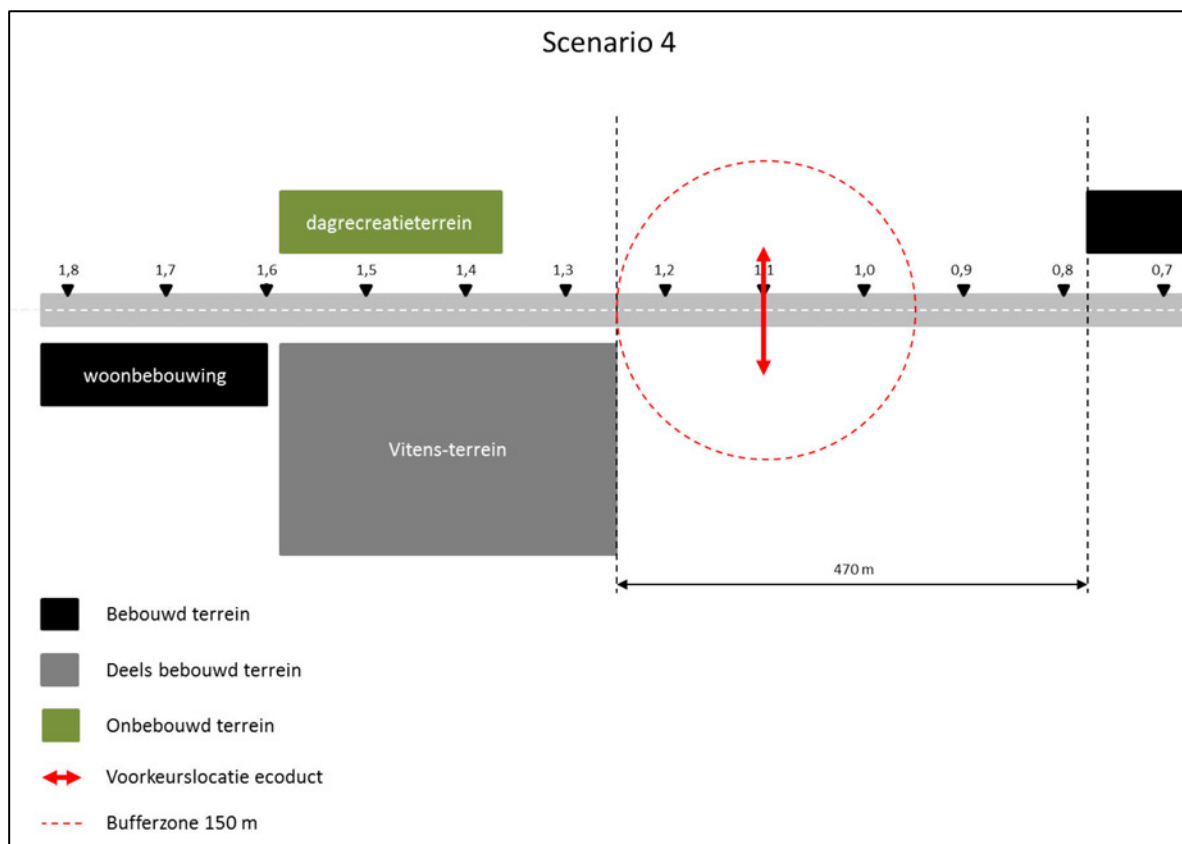 Scenario 4
dagrecreatieterrein
1,8 1,7 1,6 1,5 1,4 1,3 1,2 1,1 1,0 0,9 0,8 0,7
woonbebouwing
Vitens-terrein
470 m
Bebouwd terrein
Deels bebouwd terrein
Onbebouwd terrein
Voorkeurslocatie ecoduct
Bufferzone 150 m